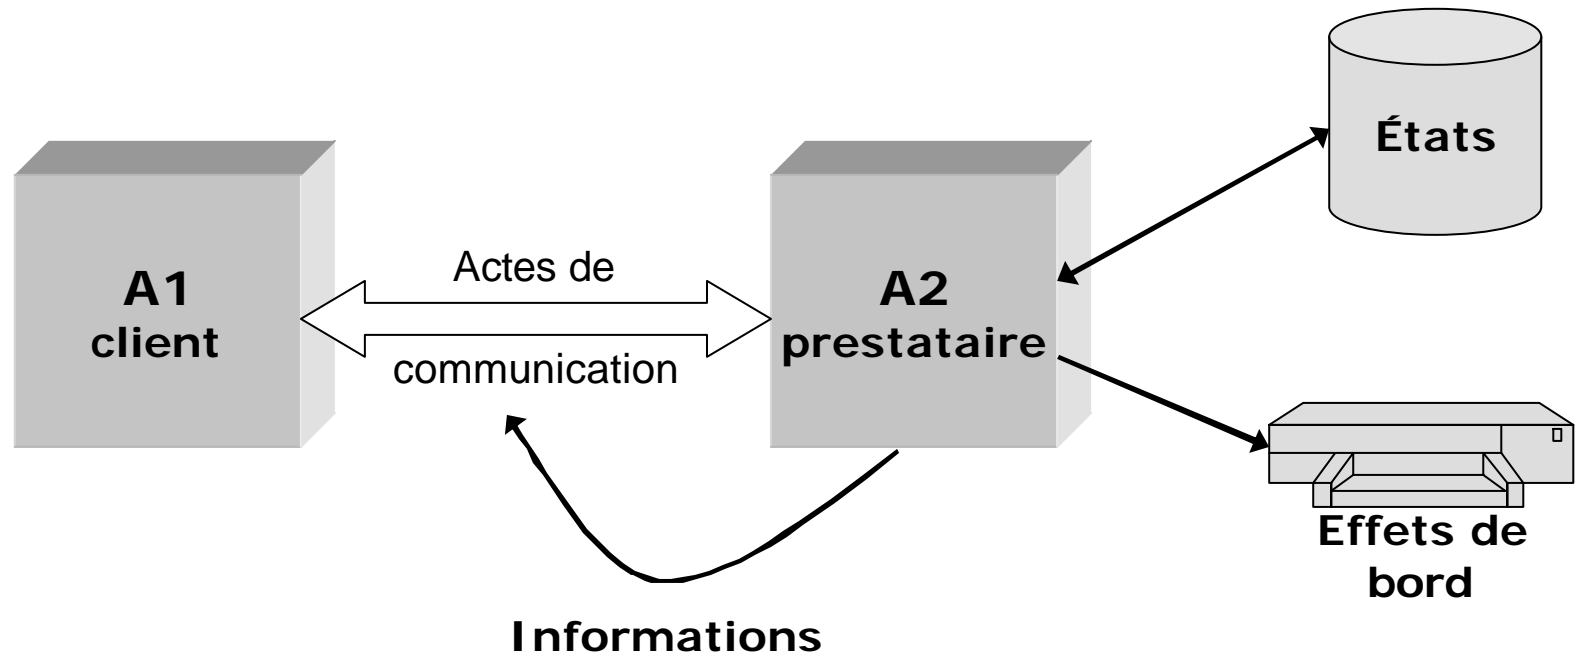 A1
client
Actes de
communication
A2
prestataire
États
Effets de
bord
Informations